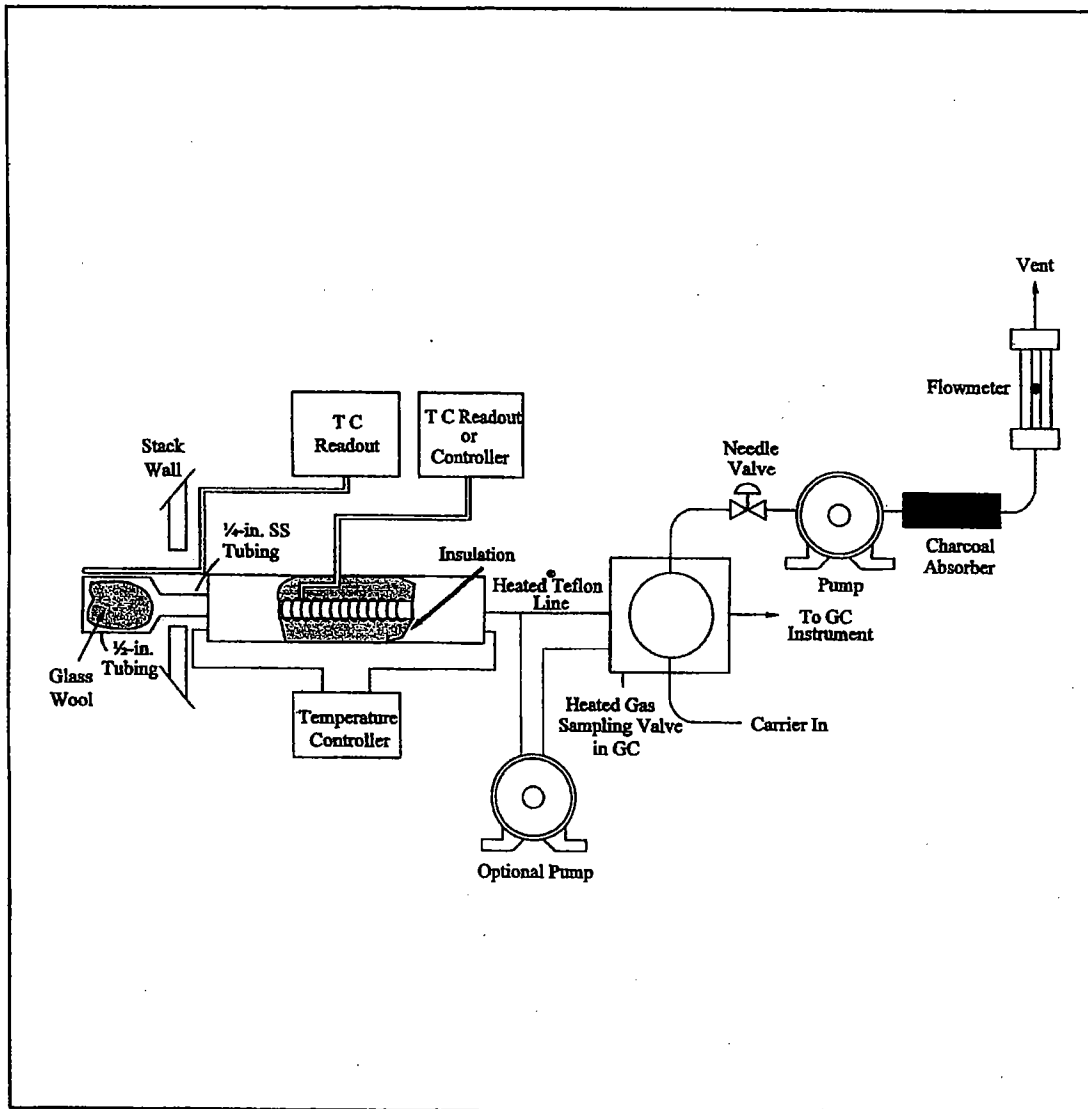 Vent
Flowmeter
T C
Readout
T C Readout
or
Controller
Stack
Wall
Needle
Valve
¼-in. SS
Tubing
Insulation
Charcoal
Absorber
Pump
Heated Teflon®
Line
To GC
Instrument
½-in.
Tubing
Glass
Wool
Temperature
Controller
Heated Gas
Sampling Valve
in GC
Carrier In
Optional Pump